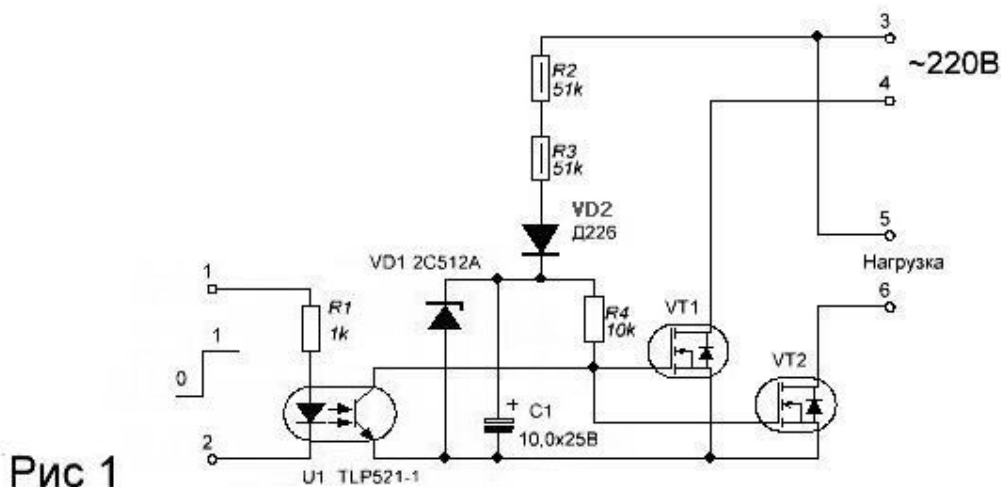 3
~220В
R2
51k
4
R3
51k
VD2
Д226
5
VD1 2С512А
Нагрузка
1
6
R1
1k
R4
10k
VT1
1
0
VT2
+
C1
10,0x25В
2
U1 TLP521-1
Рис 1